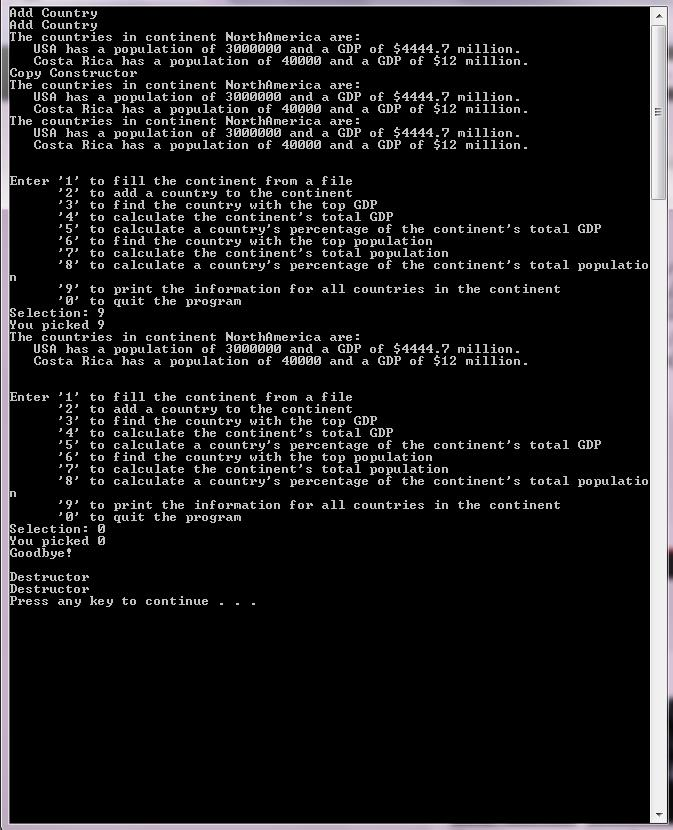 Add Country
Add Country
The countries in continent NorthAmerica are:
   USA has a population of 3000000 and a GDP of $4444.7 million.
   Costa Rica has a population of 40000 and a GDP of $12 million.
Copy Constructor
The countries in continent NorthAmerica are:
   USA has a population of 3000000 and a GDP of $4444.7 million.
   Costa Rica has a population of 40000 and a GDP of $12 million.
The countries in continent NorthAmerica are:
   USA has a population of 3000000 and a GDP of $4444.7 million.
   Costa Rica has a population of 40000 and a GDP of $12 million.
Enter '1' to fill the continent from a file
      '2' to add a country to the continent
      '3' to find the country with the top GDP
      '4' to calculate the continent's total GDP
      '5' to calculate a country's percentage of the continent's total GDP
      '6' to find the country with the top population
      '7' to calculate the continent's total population
      '8' to calculate a country's percentage of the continent's total populatio
n
      '9' to print the information for all countries in the continent
      '0' to quit the program
Selection: 9
You picked 9
The countries in continent NorthAmerica are:
   USA has a population of 3000000 and a GDP of $4444.7 million.
   Costa Rica has a population of 40000 and a GDP of $12 million.
Enter '1' to fill the continent from a file
      '2' to add a country to the continent
      '3' to find the country with the top GDP
      '4' to calculate the continent's total GDP
      '5' to calculate a country's percentage of the continent's total GDP
      '6' to find the country with the top population
      '7' to calculate the continent's total population
      '8' to calculate a country's percentage of the continent's total populatio
n
      '9' to print the information for all countries in the continent
      '0' to quit the program
Selection: 0
You picked 0
Goodbye!
Destructor
Destructor
Press any key to continue . . .